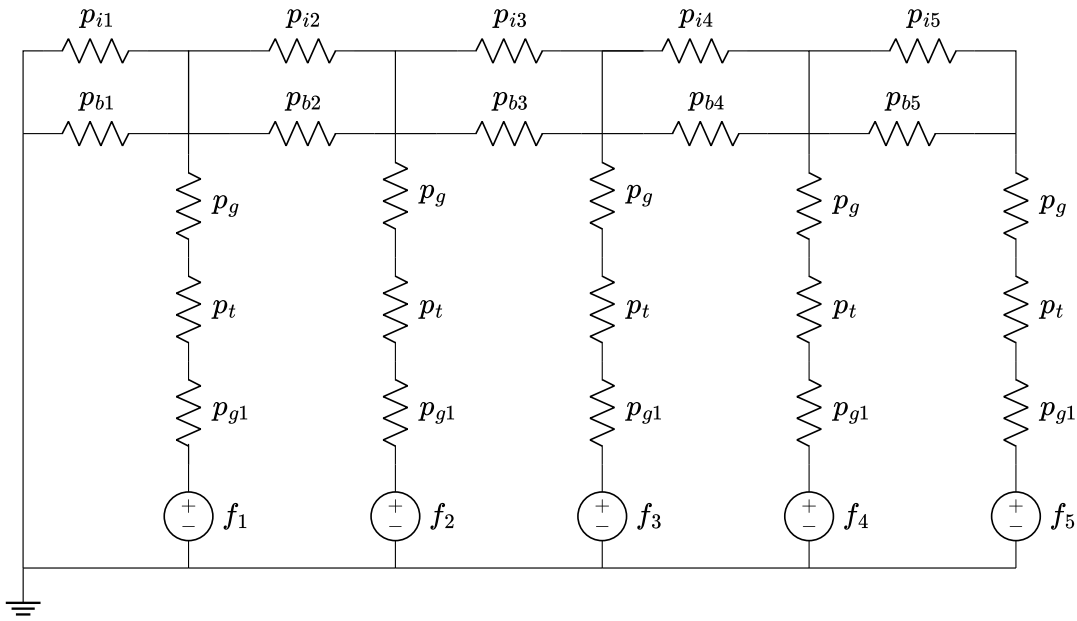 p_{i1} p_{i2} p_{i3} p_{i4} p_{i5}
p_{b1} p_{b2} p_{b3} p_{b4} p_{b5}
p_g p_g p_g p_g p_g
p_t p_t p_t p_t p_t
p_{g1} p_{g1} p_{g1} p_{g1} p_{g1}
+ + + + +
f_1 f_2 f_3 f_4 f_5
− − − − −